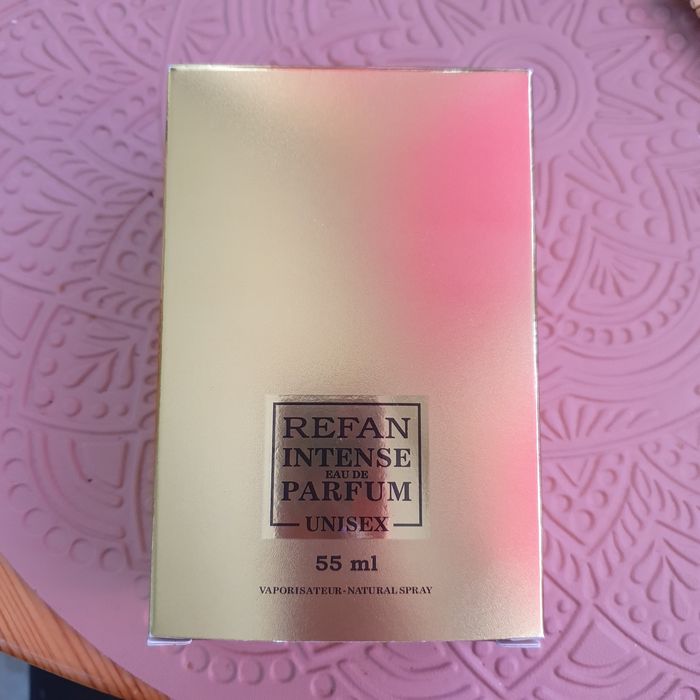 REFAN
INTENSE
EAU DE
PARFUM
UNISEX
55 ml
VAPORISATEUR-NATURAL SPRAY